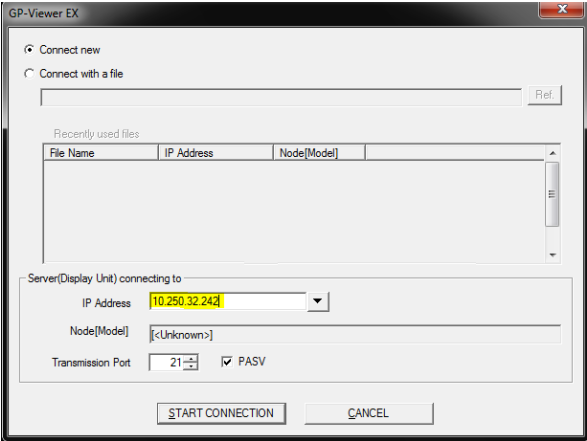 GP-Viewer EX
Connect new
Connect with a file
Ref.
Recently used files
File Name IP Address Node[Model]
Server(Display Unit) connecting to
IP Address 10.250.32.242
Node[Model] [<Unknown>]
Transmission Port 21 PASV
START CONNECTION CANCEL